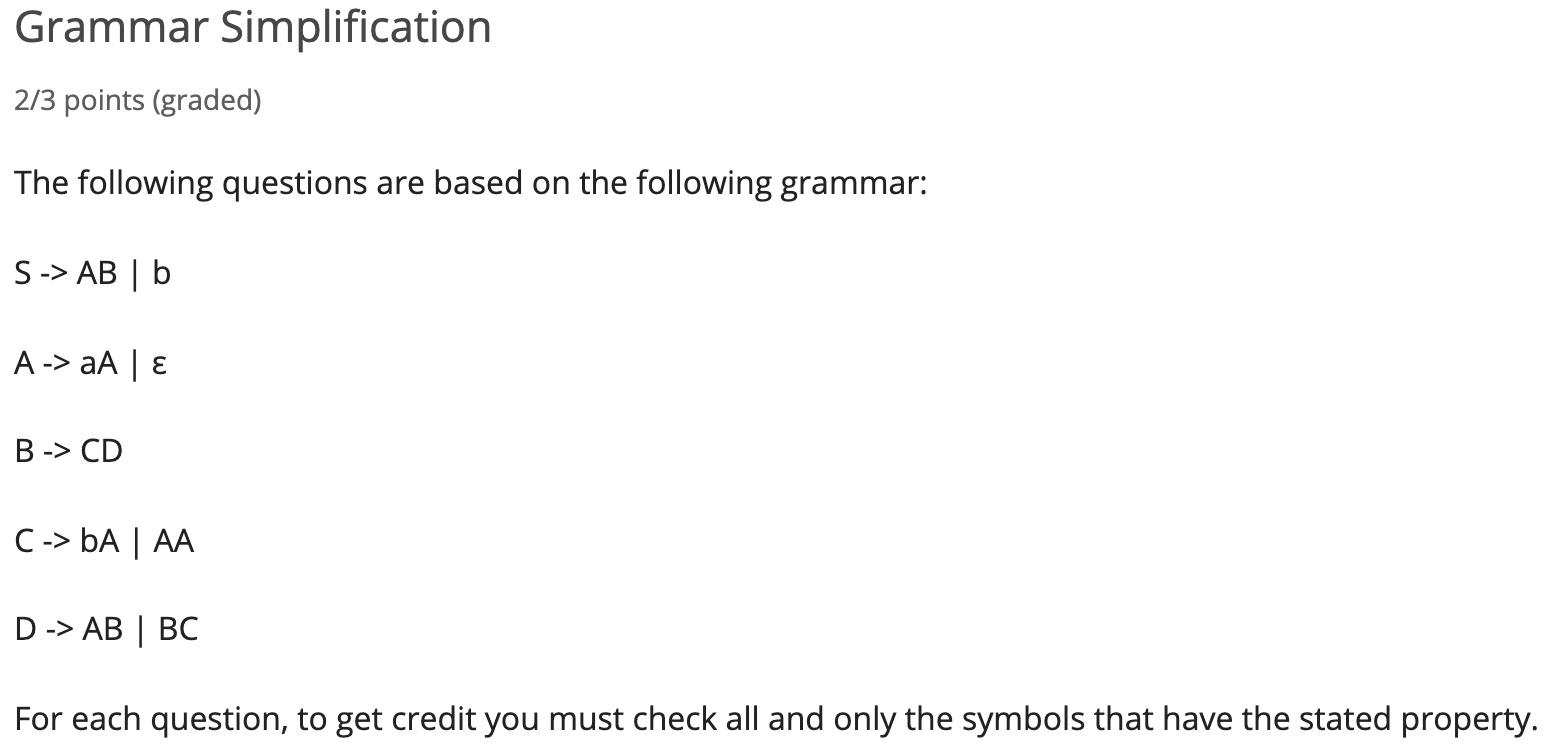 Grammar Simplification
2/3 points (graded)
The following questions are based on the following grammar:
S -> AB | b
A -> aA | ε
B -> CD
C -> bA | AA
D -> AB | BC
For each question, to get credit you must check all and only the symbols that have the stated property.